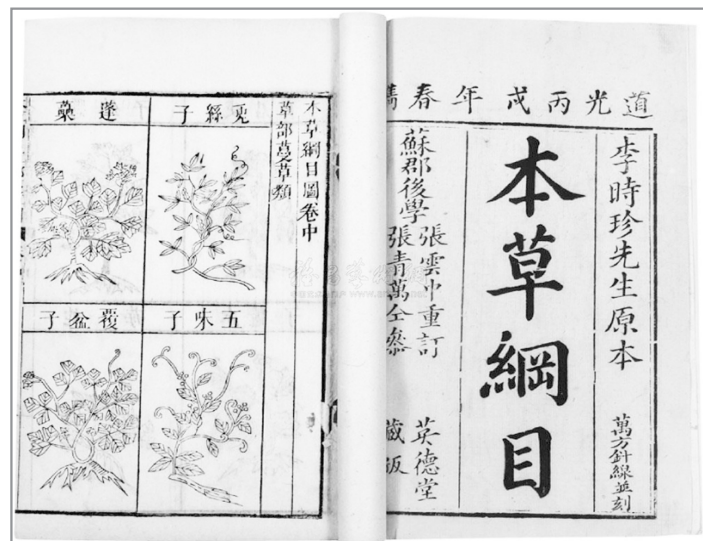 道光丙戌年春鐫
李時珍先生原本
萬方針線並刻
本草綱目
蘇郡後學
張雲中重訂
張青萬仝參
英德堂
藏版
本草綱目圖卷中
草部蔓草類
兎絲子
蓬蘽
五味子
覆盆子